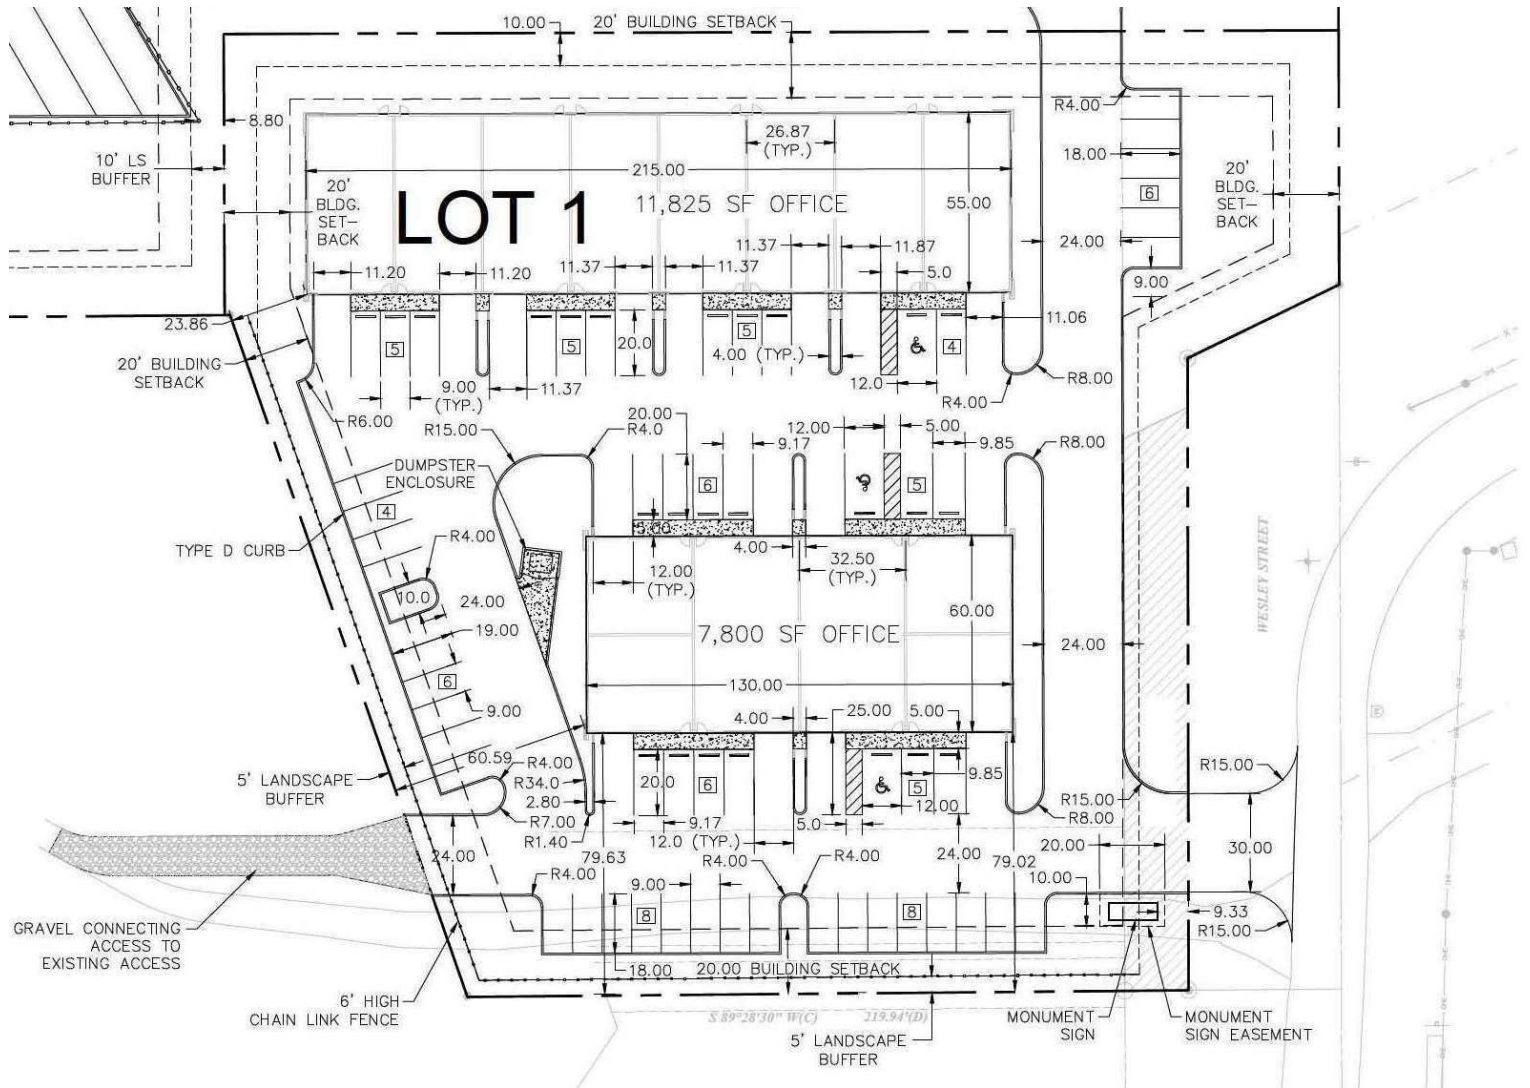 10.00
20' BUILDING SETBACK
8.80
10' LS
BUFFER
26.87
(TYP.)
215.00
R4.00
18.00
6
20'
BLDG.
SET-
BACK
20'
BLDG.
SET-
BACK
LOT 1
11,825 SF OFFICE
55.00
24.00
11.37
11.87
11.20
11.20
11.37
11.37
5.0
9.00
23.86
11.06
20' BUILDING
SETBACK
5
5
20.0
5
4.00 (TYP.)
4
9.00
(TYP.)
11.37
12.0
R8.00
R4.00
R6.00
R15.00
20.00
R4.0
12.00
5.00
9.17
9.85
R8.00
DUMPSTER
ENCLOSURE
6
5
4
TYPE D CURB
R4.00
4.00
32.50
(TYP.)
12.00
(TYP.)
10.0
24.00
60.00
WESLEY STREET
19.00
7,800 SF OFFICE
24.00
6
130.00
9.00
4.00
25.00
5.00
60.59
R4.00
R34.0
20.0
6
9.85
5
R15.00
5' LANDSCAPE
BUFFER
2.80
12.00
R15.00
R7.00
9.17
5.0
R8.00
R1.40
12.0 (TYP.)
24.00
79.63
R4.00
R4.00
24.00
79.02
20.00
30.00
R4.00
9.00
10.00
8
8
9.33
R15.00
GRAVEL CONNECTING
ACCESS TO
EXISTING ACCESS
18.00
20.00 BUILDING SETBACK
6' HIGH
CHAIN LINK FENCE
S 89°28'30" W(C)
219.94'(D)
MONUMENT
SIGN
MONUMENT
SIGN EASEMENT
5' LANDSCAPE
BUFFER